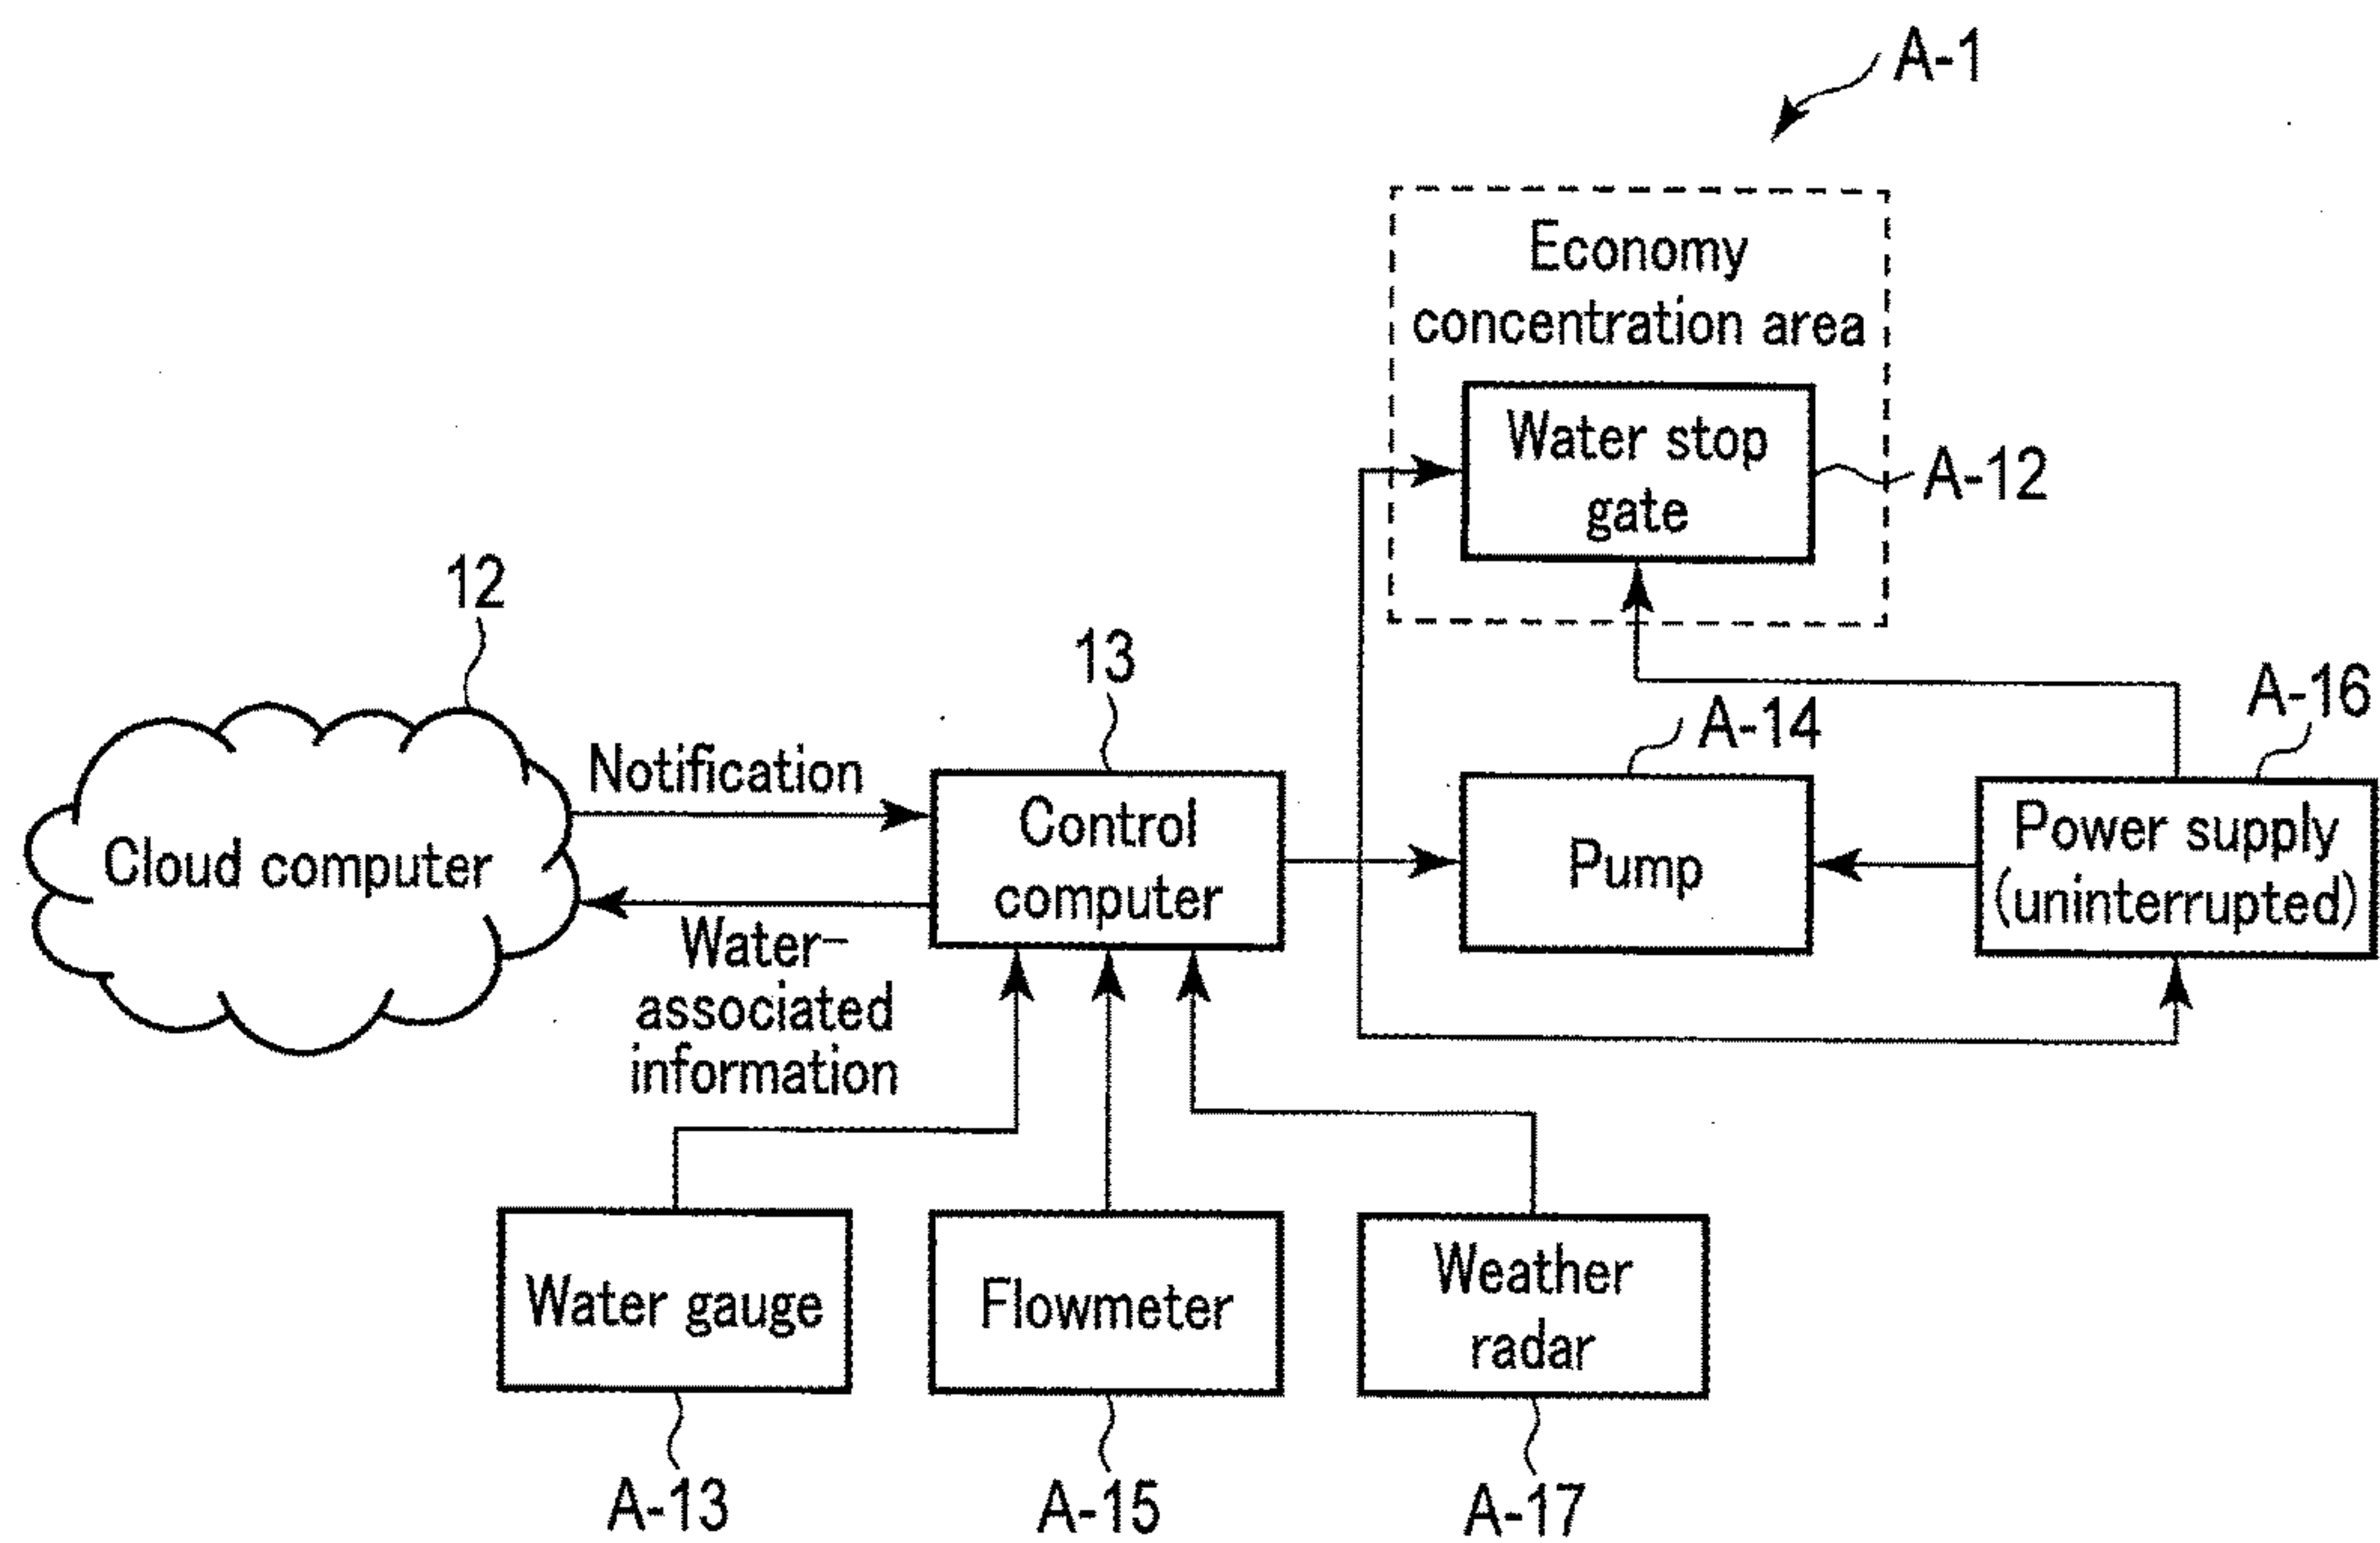 A-1
Economy
concentration area
Water stop
gate
A-12
12
13
A-14
A-16
Notification
Cloud computer
Control
computer
Pump
Power supply
(uninterrupted)
Water-
associated
information
Water gauge
Flowmeter
Weather
radar
A-13
A-15
A-17